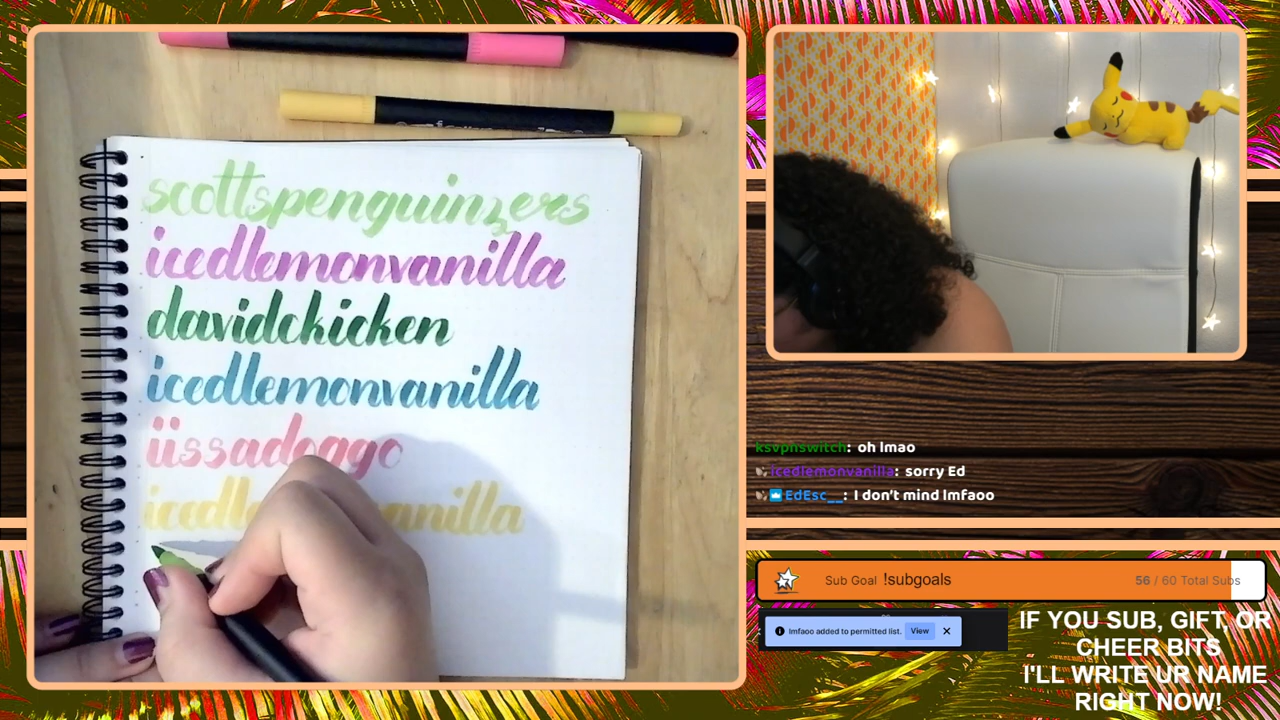 scottspenguinzers
icedlemonvanilla
davidckicken
icedlemonvanilla
iissadoggo
ksvpnswitch: oh lmao
icedlemonvanilla: sorry Ed
EdEsc__: I don't mind lmfaoo
Sub Goal !subgoals 56 / 60 Total Subs
lmfaoo added to permitted list. View
IF YOU SUB, GIFT, OR
CHEER BITS
I'LL WRITE UR NAME
RIGHT NOW!